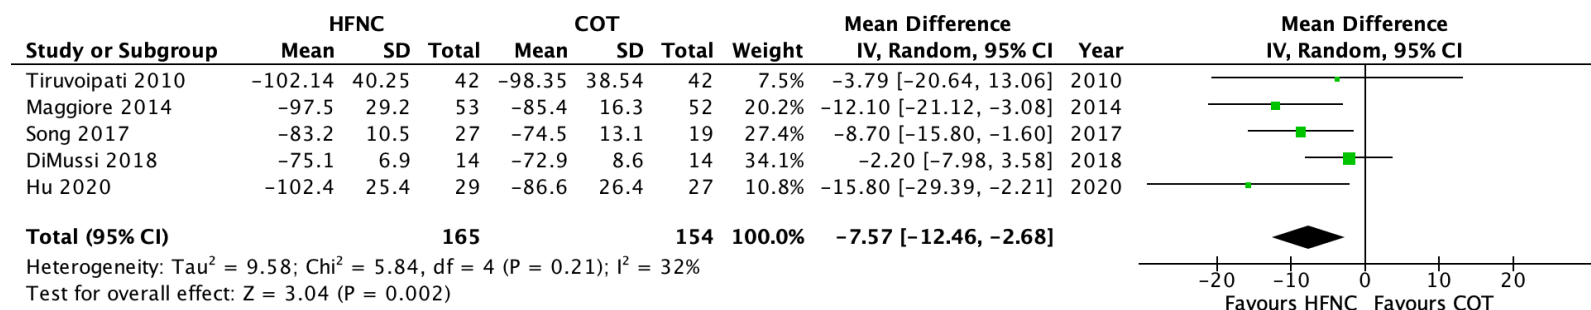 HFNC COT Mean Difference Mean Difference
Study or Subgroup Mean SD Total Mean SD Total Weight IV, Random, 95% CI Year IV, Random, 95% CI
Tiruvoipati 2010 −102.14 40.25 42 −98.35 38.54 42 7.5% −3.79 [−20.64, 13.06] 2010
Maggiore 2014 −97.5 29.2 53 −85.4 16.3 52 20.2% −12.10 [−21.12, −3.08] 2014
Song 2017 −83.2 10.5 27 −74.5 13.1 19 27.4% −8.70 [−15.80, −1.60] 2017
DiMussi 2018 −75.1 6.9 14 −72.9 8.6 14 34.1% −2.20 [−7.98, 3.58] 2018
Hu 2020 −102.4 25.4 29 −86.6 26.4 27 10.8% −15.80 [−29.39, −2.21] 2020
Total (95% CI) 165 154 100.0% −7.57 [−12.46, −2.68]
Heterogeneity: Tau² = 9.58; Chi² = 5.84, df = 4 (P = 0.21); I² = 32%
Test for overall effect: Z = 3.04 (P = 0.002)
−20 −10 0 10 20
Favours HFNC Favours COT